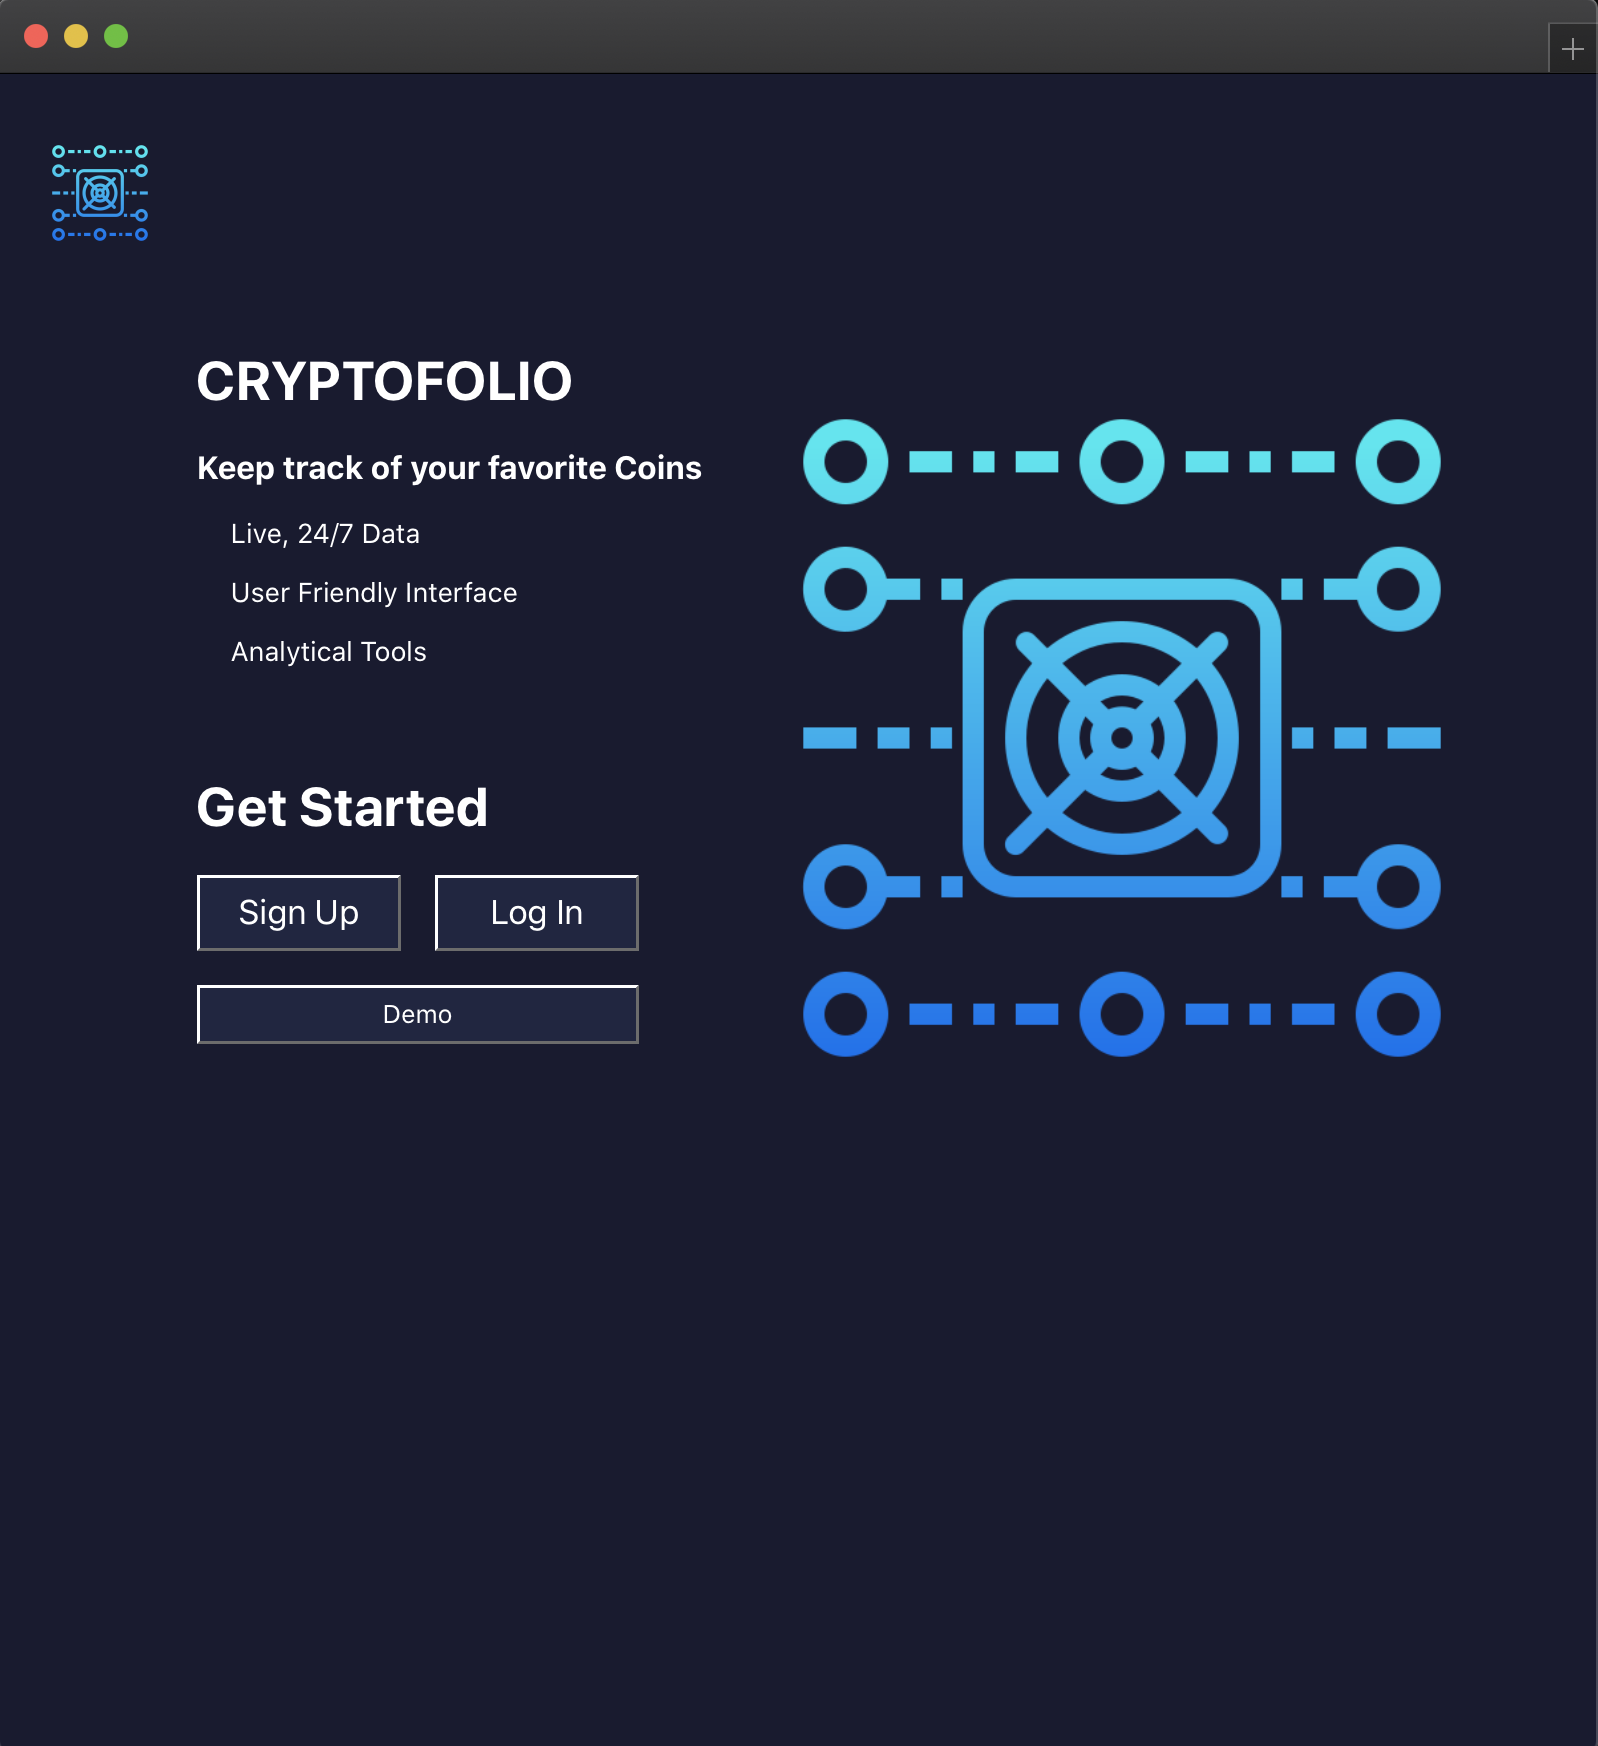 CRYPTOFOLIO
Keep track of your favorite Coins
Live, 24/7 Data
User Friendly Interface
Analytical Tools
Get Started
Sign Up
Log In
Demo